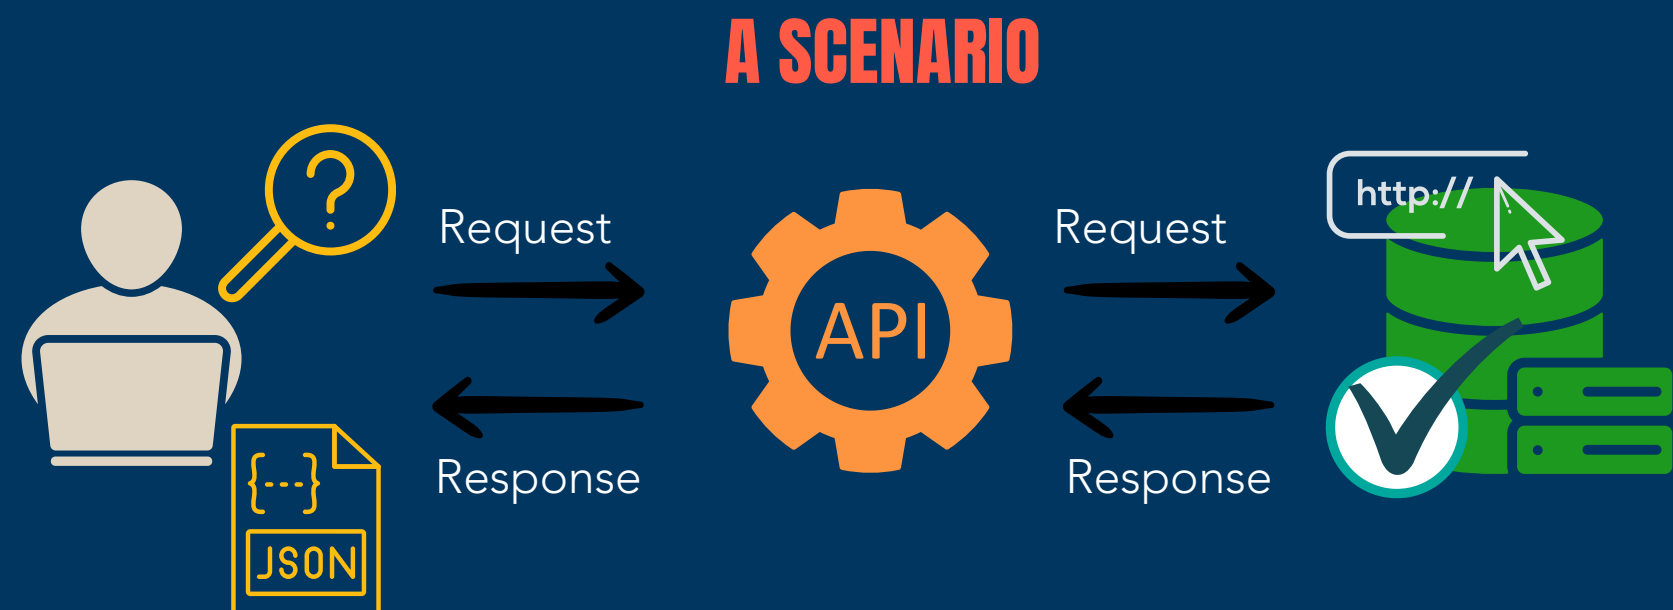 A SCENARIO
?
Request
Request
http://
API
Response
Response
{---}
JSON